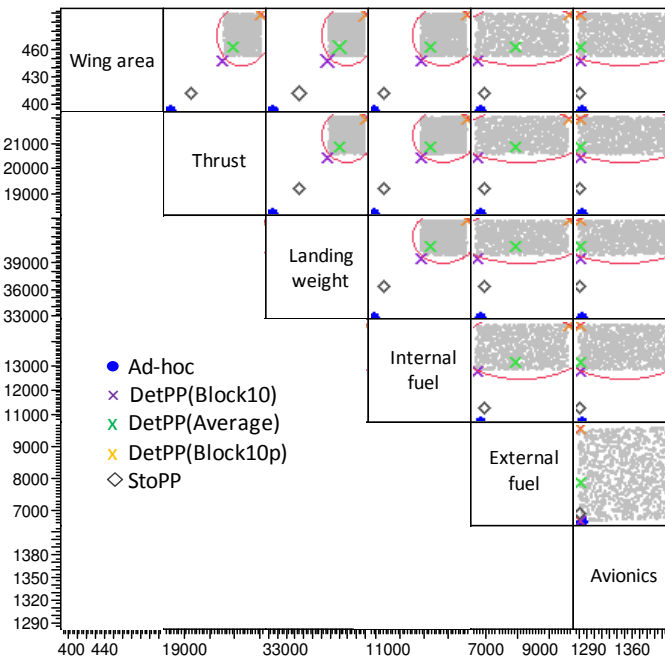 Wing area
460
430
400
Thrust
21000
20000
19000
Landing
weight
39000
36000
33000
Internal
fuel
13000
12000
11000
Ad-hoc
DetPP(Block10)
DetPP(Average)
DetPP(Block10p)
StoPP
External
fuel
9000
8000
7000
Avionics
1380
1350
1320
1290
400 440 19000 33000 11000 7000 9000 1290 1360